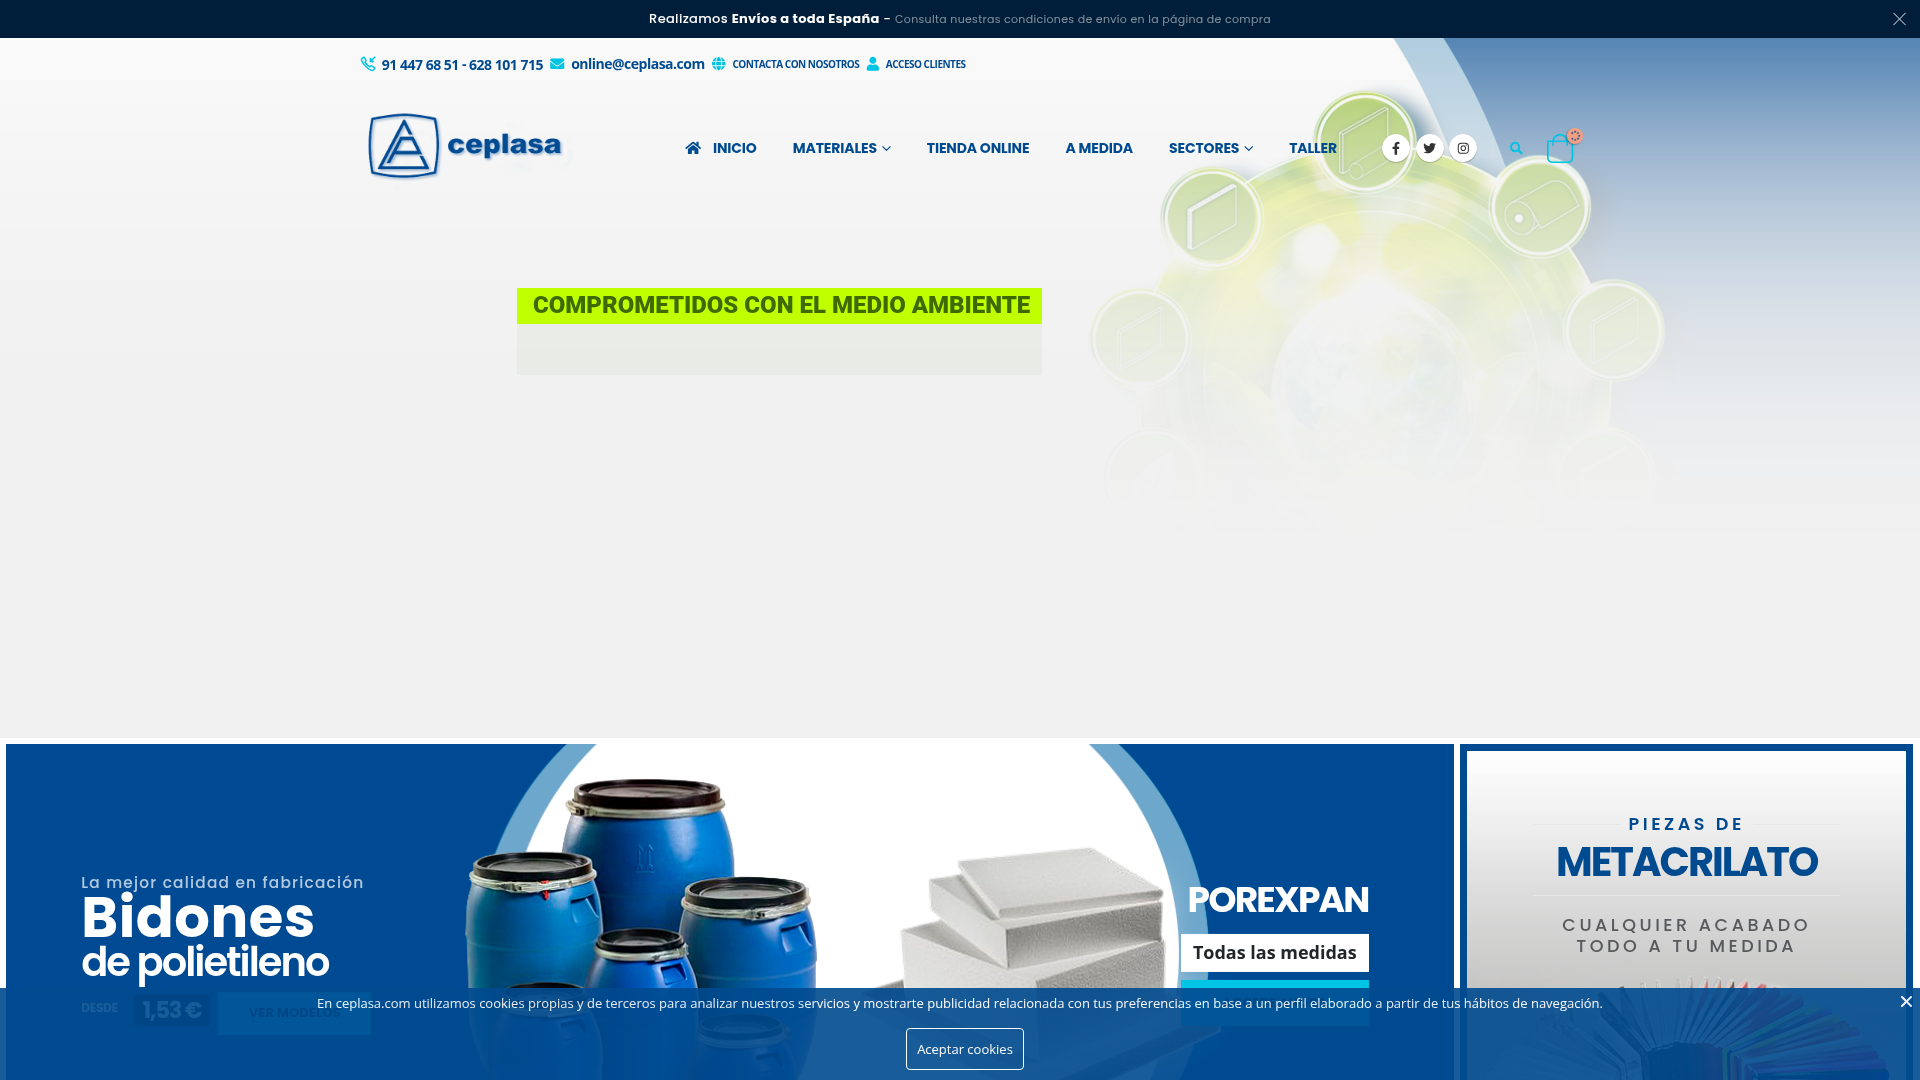 Realizamos Envíos a toda España - Consulta nuestras condiciones de envío en la página de compra
91 447 68 51 - 628 101 715 online@ceplasa.com CONTACTA CON NOSOTROS ACCESO CLIENTES
ceplasa
INICIO MATERIALES TIENDA ONLINE A MEDIDA SECTORES TALLER
COMPROMETIDOS CON EL MEDIO AMBIENTE
La mejor calidad en fabricación
Bidones
de polietileno
DESDE 1,53 € VER MODELOS
POREXPAN
Todas las medidas
PIEZAS DE
METACRILATO
CUALQUIER ACABADO
TODO A TU MEDIDA
En ceplasa.com utilizamos cookies propias y de terceros para analizar nuestros servicios y mostrarte publicidad relacionada con tus preferencias en base a un perfil elaborado a partir de tus hábitos de navegación.
Aceptar cookies